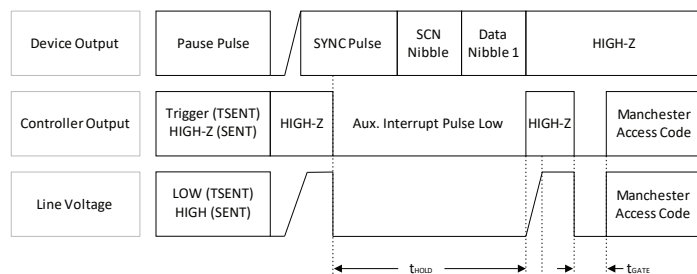 Device Output
Pause Pulse
SYNC Pulse
SCN
Nibble
Data
Nibble 1
HIGH-Z
Controller Output
Trigger (TSENT)
HIGH-Z (SENT)
HIGH-Z
Aux. Interrupt Pulse Low
HIGH-Z
Manchester
Access Code
Line Voltage
LOW (TSENT)
HIGH (SENT)
Manchester
Access Code
tHOLD
tGATE